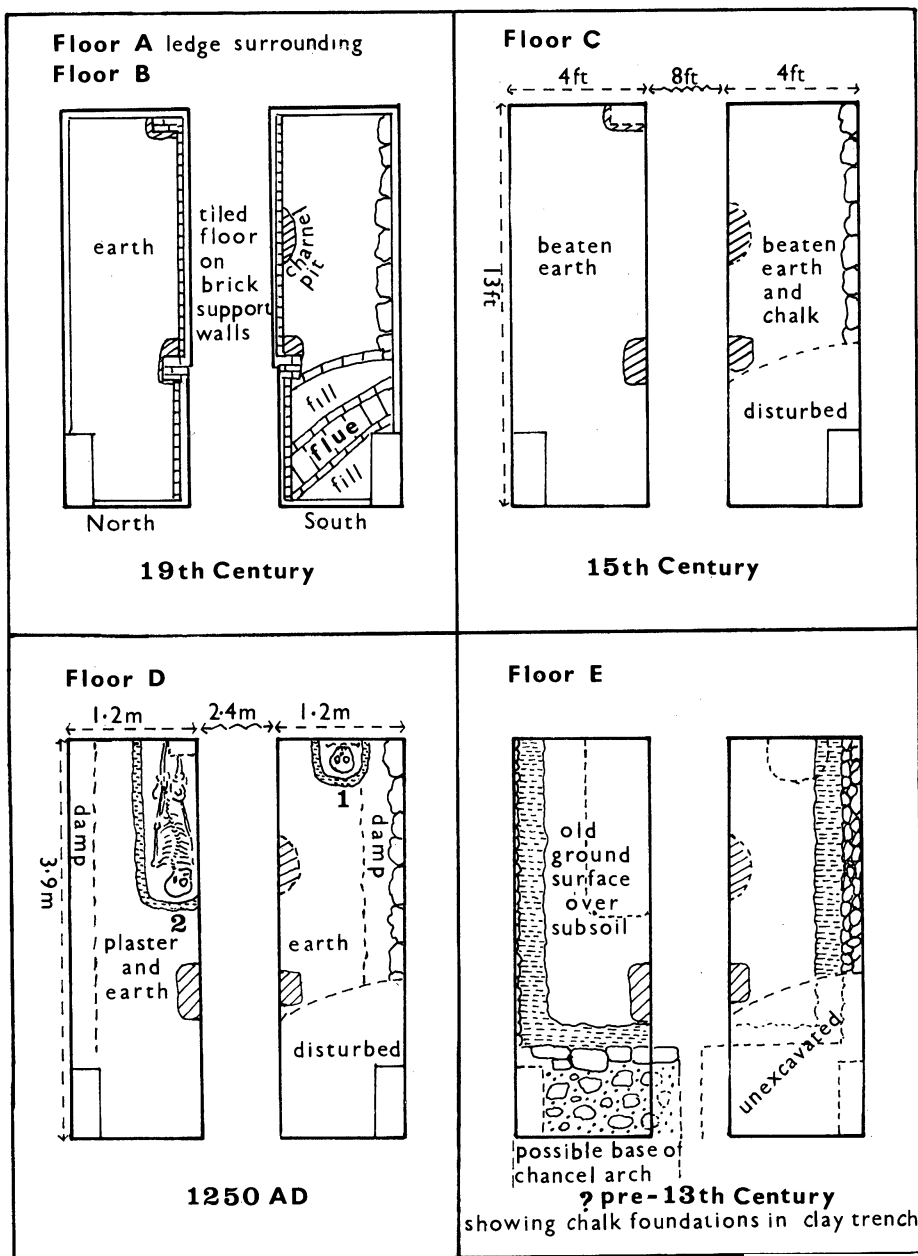 Floor A ledge surrounding
Floor B
earth
tiled
floor
on
brick
support
walls
charnel
pit
fill
flue
fill
North
South
19th Century
Floor C
4ft
8ft
4ft
13ft
beaten
earth
beaten
earth
and
chalk
disturbed
15th Century
Floor D
1·2m
2·4m
1·2m
3·9m
damp
2
plaster
and
earth
1
damp
earth
disturbed
1250 AD
Floor E
old
ground
surface
over
subsoil
unexcavated
possible base of
chancel arch
? pre-13th Century
showing chalk foundations in clay trench